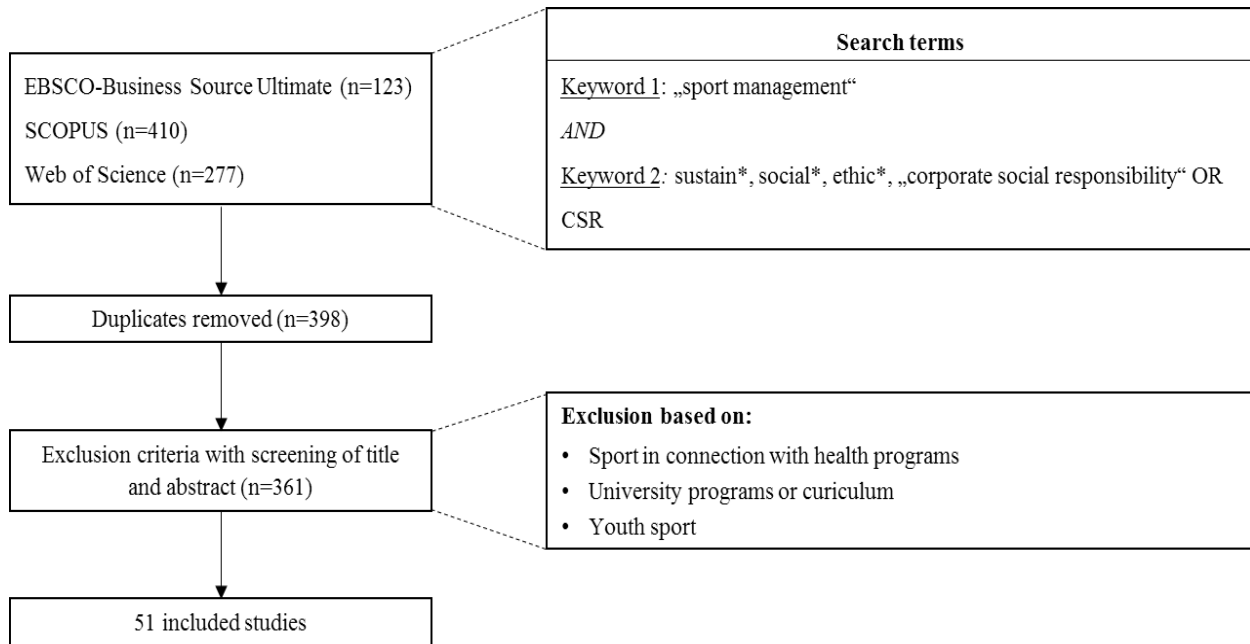 EBSCO-Business Source Ultimate (n=123)
SCOPUS (n=410)
Web of Science (n=277)
Search terms
Keyword 1: „sport management“
AND
Keyword 2: sustain*, social*, ethic*, „corporate social responsibility“ OR
CSR
Duplicates removed (n=398)
Exclusion criteria with screening of title
and abstract (n=361)
Exclusion based on:
• Sport in connection with health programs
• University programs or curiculum
• Youth sport
51 included studies